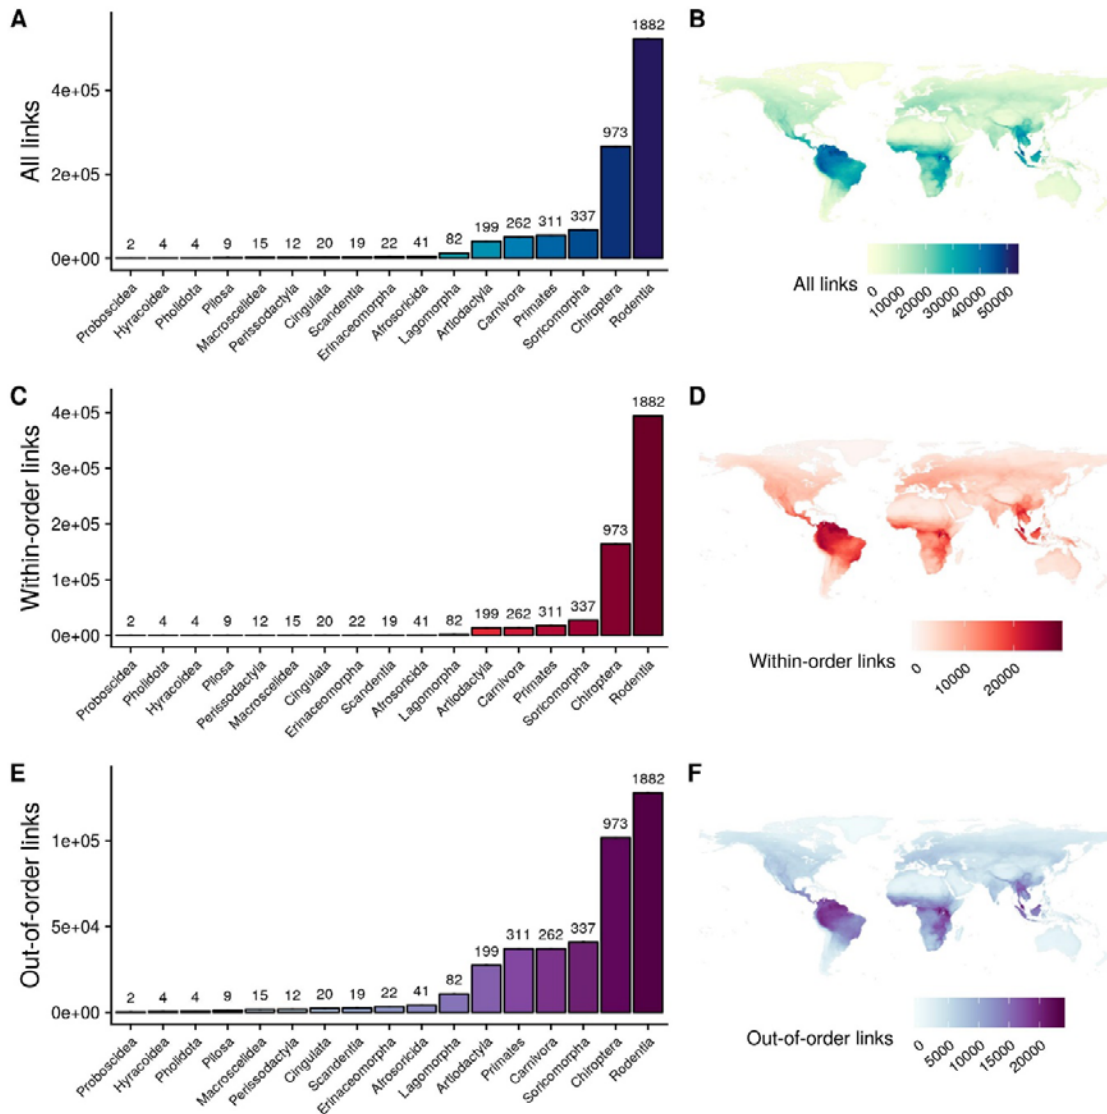 A
All links
4e+05
2e+05
0e+00
2 4 4 9 15 12 20 19 22 41 82 199 262 311 337 973 1882
Proboscidea Hyracoidea Pholidota Pilosa Macroscelidea Perissodactyla Cingulata Scandentia Erinaceomorpha Afrosoricida Lagomorpha Artiodactyla Carnivora Primates Soricomorpha Chiroptera Rodentia
B
All links
0 10000 20000 30000 40000 50000
C
Within-order links
4e+05
3e+05
2e+05
1e+05
0e+00
2 4 4 9 12 15 20 22 19 41 82 199 262 311 337 973 1882
Proboscidea Pholidota Hyracoidea Pilosa Perissodactyla Macroscelidea Cingulata Erinaceomorpha Scandentia Afrosoricida Lagomorpha Artiodactyla Carnivora Primates Soricomorpha Chiroptera Rodentia
D
Within-order links
0 10000 20000
E
Out-of-order links
1e+05
5e+04
0e+00
2 4 4 9 15 12 20 19 22 41 82 199 311 262 337 973 1882
Proboscidea Hyracoidea Pholidota Pilosa Macroscelidea Perissodactyla Cingulata Scandentia Erinaceomorpha Afrosoricida Lagomorpha Artiodactyla Primates Carnivora Soricomorpha Chiroptera Rodentia
F
Out-of-order links
0 5000 10000 15000 20000